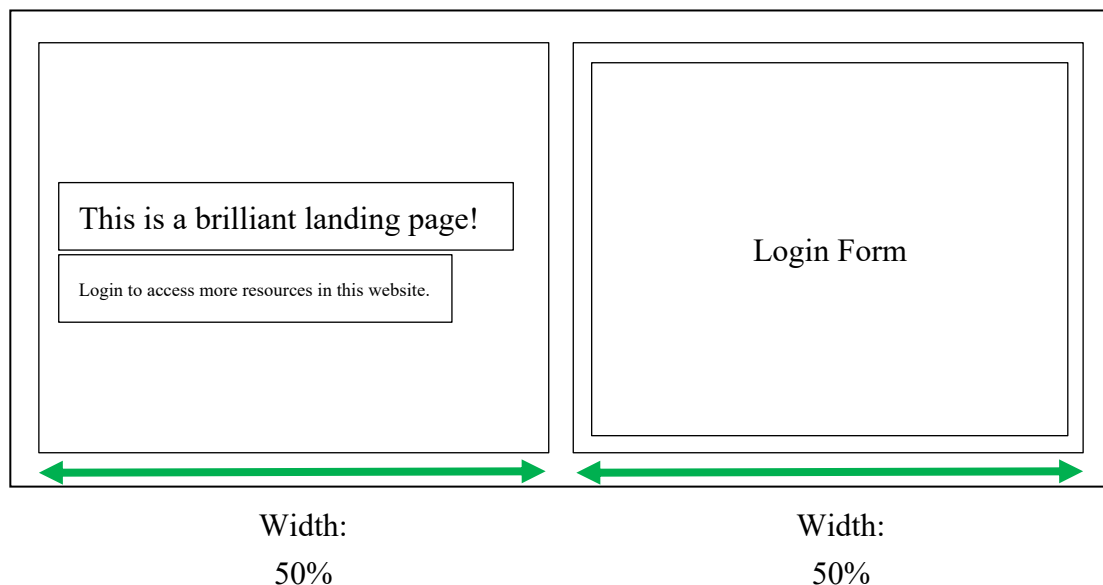 This is a brilliant landing page!
Login to access more resources in this website.
Login Form
Width:
50%
Width:
50%